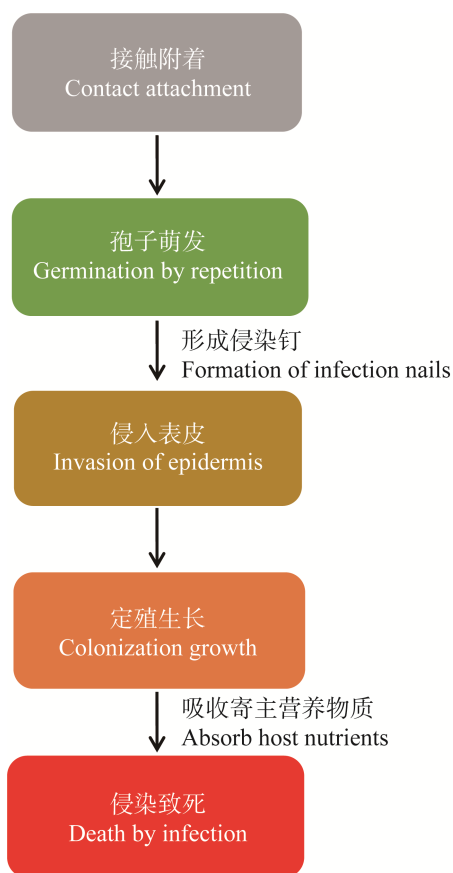 接触附着
Contact attachment
孢子萌发
Germination by repetition
形成侵染钉
Formation of infection nails
侵入表皮
Invasion of epidermis
定殖生长
Colonization growth
吸收寄主营养物质
Absorb host nutrients
侵染致死
Death by infection